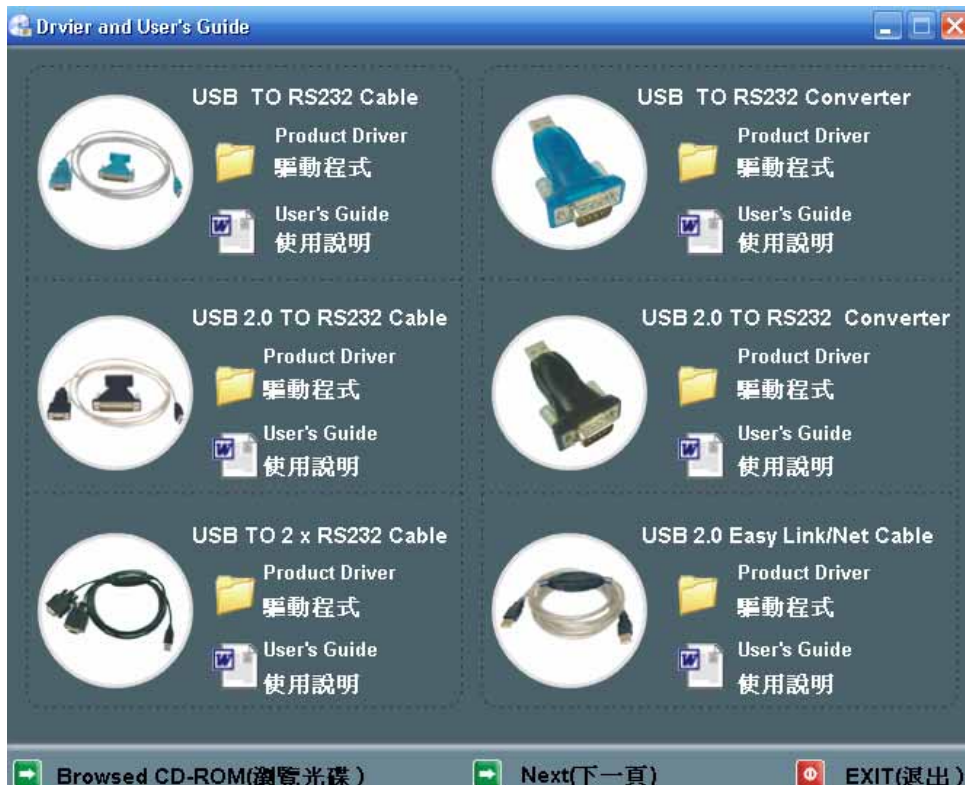 Drvier and User's Guide
USB TO RS232 Cable
Product Driver
驅動程式
User's Guide
使用說明
USB TO RS232 Converter
Product Driver
驅動程式
User's Guide
使用說明
USB 2.0 TO RS232 Cable
Product Driver
驅動程式
User's Guide
使用說明
USB 2.0 TO RS232 Converter
Product Driver
驅動程式
User's Guide
使用說明
USB TO 2 x RS232 Cable
Product Driver
驅動程式
User's Guide
使用說明
USB 2.0 Easy Link/Net Cable
Product Driver
驅動程式
User's Guide
使用說明
Browsed CD-ROM(瀏覽光碟)
Next(下一頁)
EXIT(退出)